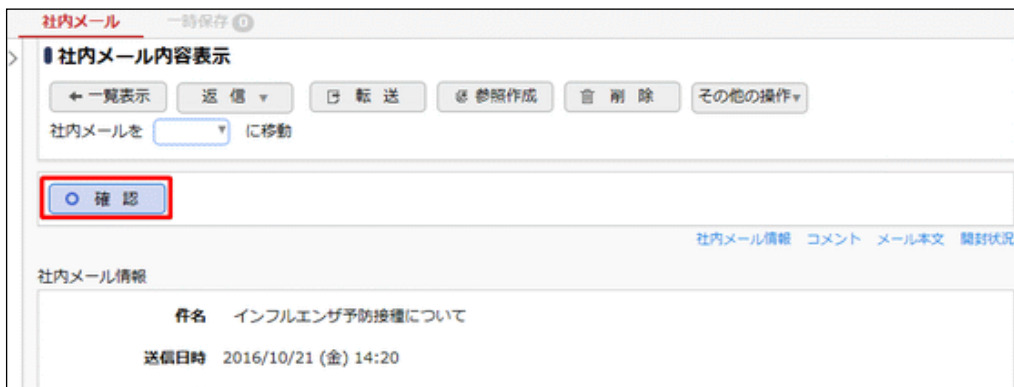 社内メール 一時保存 0
社内メール内容表示
一覧表示 返信 転送 参照作成 削除 その他の操作
社内メールを に移動
確認
社内メール情報 コメント メール本文 開封状況
社内メール情報
件名 インフルエンザ予防接種について
送信日時 2016/10/21 (金) 14:20